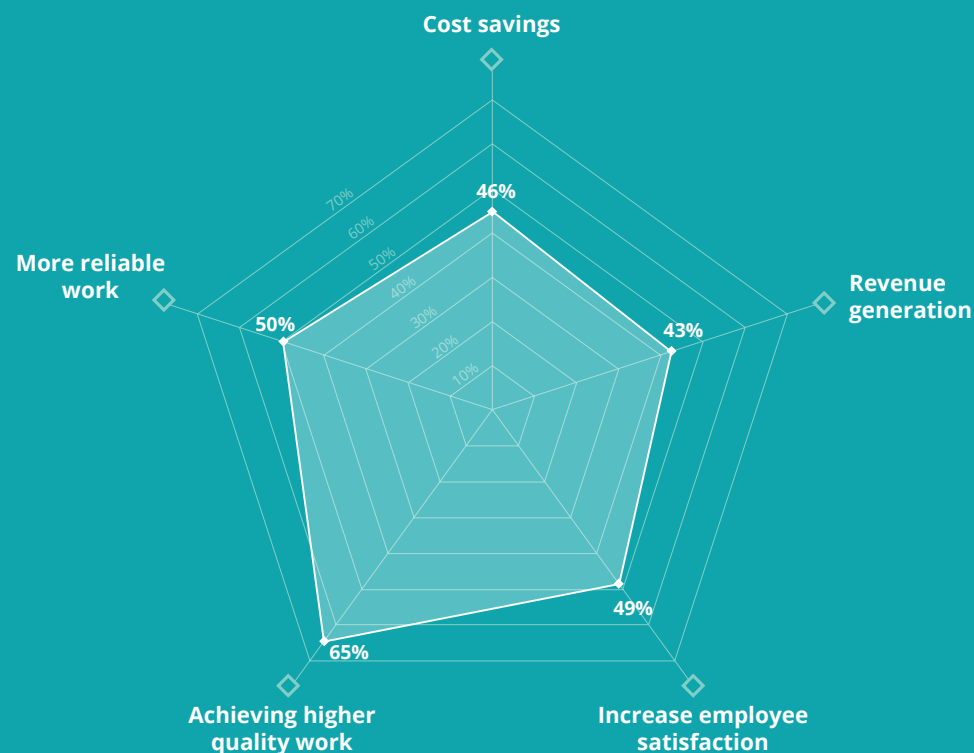 Cost savings
70%
60%
50%
40%
30%
20%
10%
46%
More reliable
work
50%
Revenue
generation
43%
49%
65%
Achieving higher
quality work
Increase employee
satisfaction